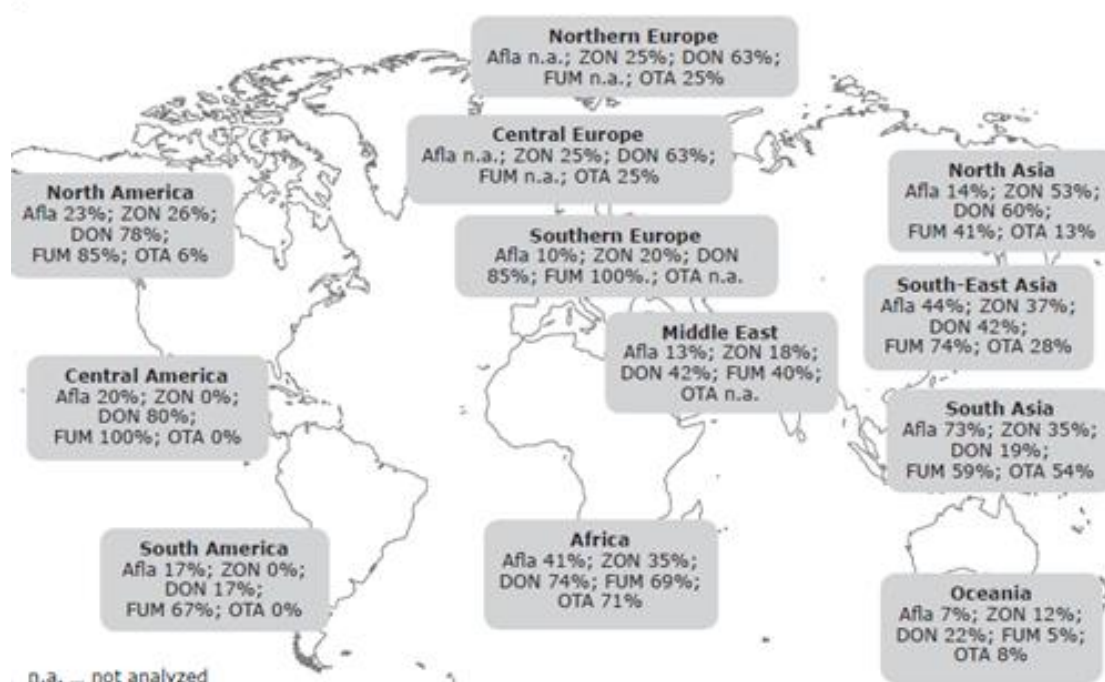 Northern Europe
Afla n.a.; ZON 25%; DON 63%;
FUM n.a.; OTA 25%
Central Europe
Afla n.a.; ZON 25%; DON 63%;
FUM n.a.; OTA 25%
North America
Afla 23%; ZON 26%;
DON 78%;
FUM 85%; OTA 6%
North Asia
Afla 14%; ZON 53%;
DON 60%;
FUM 41%; OTA 13%
Southern Europe
Afla 10%; ZON 20%; DON
85%; FUM 100%.; OTA n.a.
South-East Asia
Afla 44%; ZON 37%;
DON 42%;
FUM 74%; OTA 28%
Middle East
Afla 13%; ZON 18%;
DON 42%; FUM 40%;
OTA n.a.
Central America
Afla 20%; ZON 0%;
DON 80%;
FUM 100%; OTA 0%
South Asia
Afla 73%; ZON 35%;
DON 19%;
FUM 59%; OTA 54%
South America
Afla 17%; ZON 0%;
DON 17%;
FUM 67%; OTA 0%
Africa
Afla 41%; ZON 35%;
DON 74%; FUM 69%;
OTA 71%
Oceania
Afla 7%; ZON 12%;
DON 22%; FUM 5%;
OTA 8%
n.a. ... not analyzed